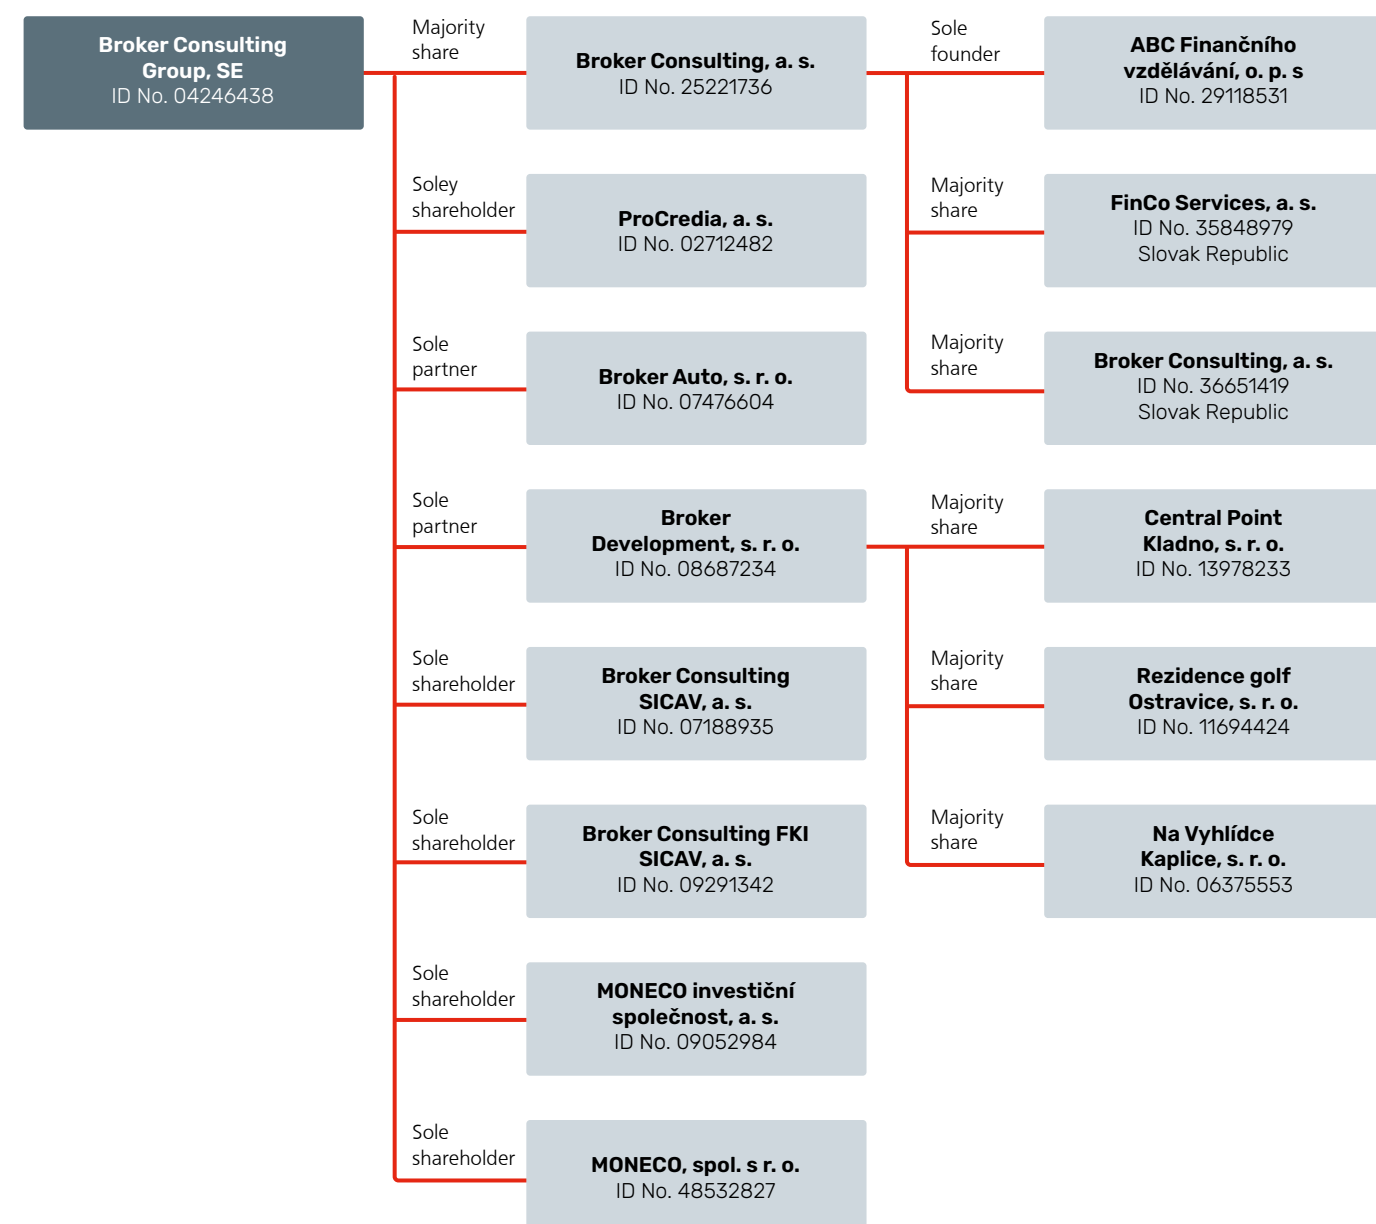 Broker Consulting
Group, SE
ID No. 04246438
Majority
share
Broker Consulting, a. s.
ID No. 25221736
Sole
founder
ABC Finančního
vzdělávání, o. p. s
ID No. 29118531
Soley
shareholder
ProCredia, a. s.
ID No. 02712482
Majority
share
FinCo Services, a. s.
ID No. 35848979
Slovak Republic
Sole
partner
Broker Auto, s. r. o.
ID No. 07476604
Majority
share
Broker Consulting, a. s.
ID No. 36651419
Slovak Republic
Sole
partner
Broker
Development, s. r. o.
ID No. 08687234
Majority
share
Central Point
Kladno, s. r. o.
ID No. 13978233
Sole
shareholder
Broker Consulting
SICAV, a. s.
ID No. 07188935
Majority
share
Rezidence golf
Ostravice, s. r. o.
ID No. 11694424
Sole
shareholder
Broker Consulting FKI
SICAV, a. s.
ID No. 09291342
Majority
share
Na Vyhlídce
Kaplice, s. r. o.
ID No. 06375553
Sole
shareholder
MONECO investiční
společnost, a. s.
ID No. 09052984
Sole
shareholder
MONECO, spol. s r. o.
ID No. 48532827